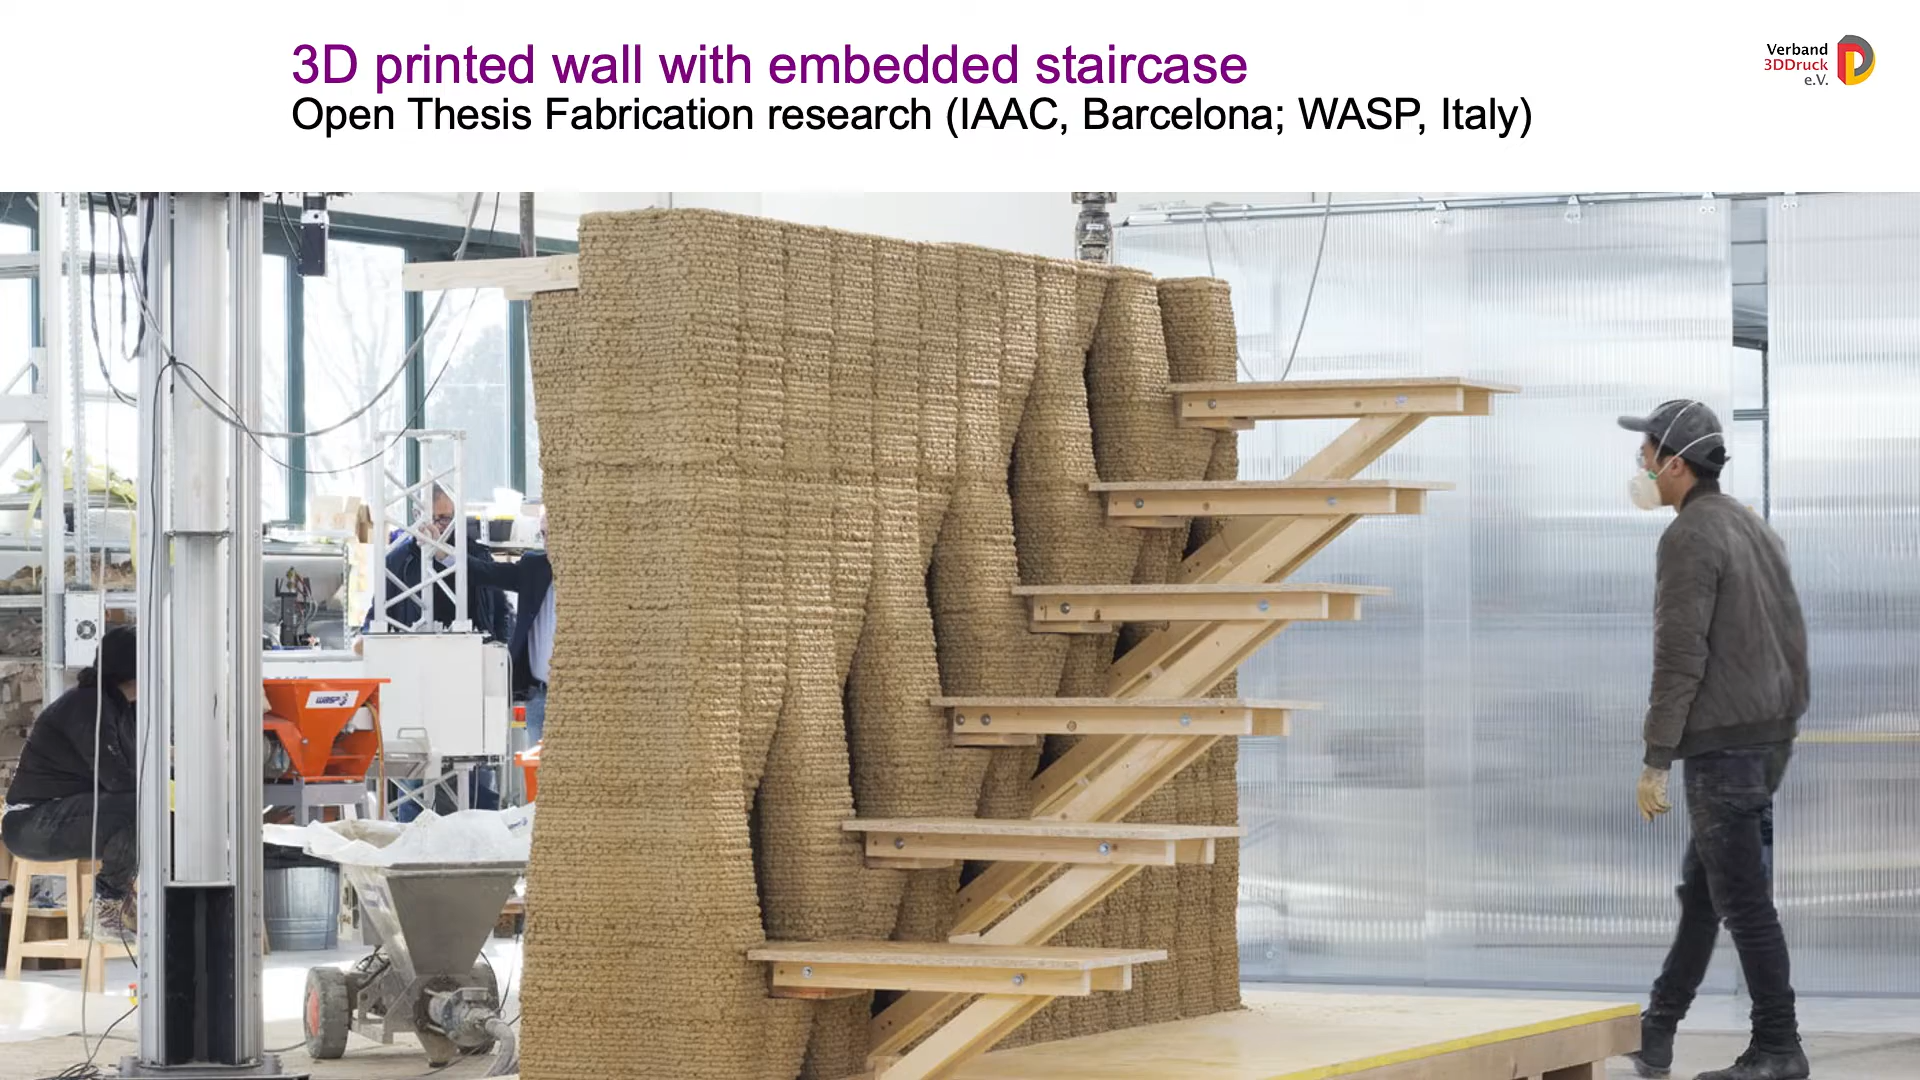 3D printed wall with embedded staircase
Open Thesis Fabrication research (IAAC, Barcelona; WASP, Italy)
Verband
3DDruck
e.V.
WASP